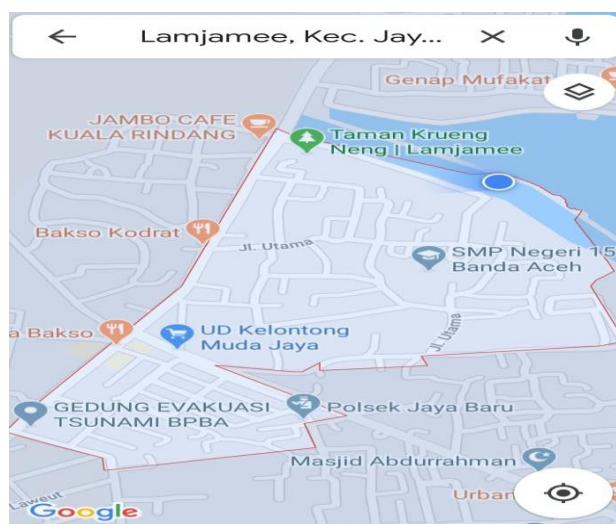 Lamjamee, Kec. Jay...
Genap Mufakat
JAMBO CAFE
KUALA RINDANG
Taman Krueng
Neng | Lamjamee
Bakso Kodrat
Jl. Utama
SMP Negeri 15
Banda Aceh
a Bakso
UD Kelontong
Muda Jaya
Jl. Utama
GEDUNG EVAKUASI
TSUNAMI BPBA
Polsek Jaya Baru
Masjid Abdurrahman
Laweut
Urban
Google